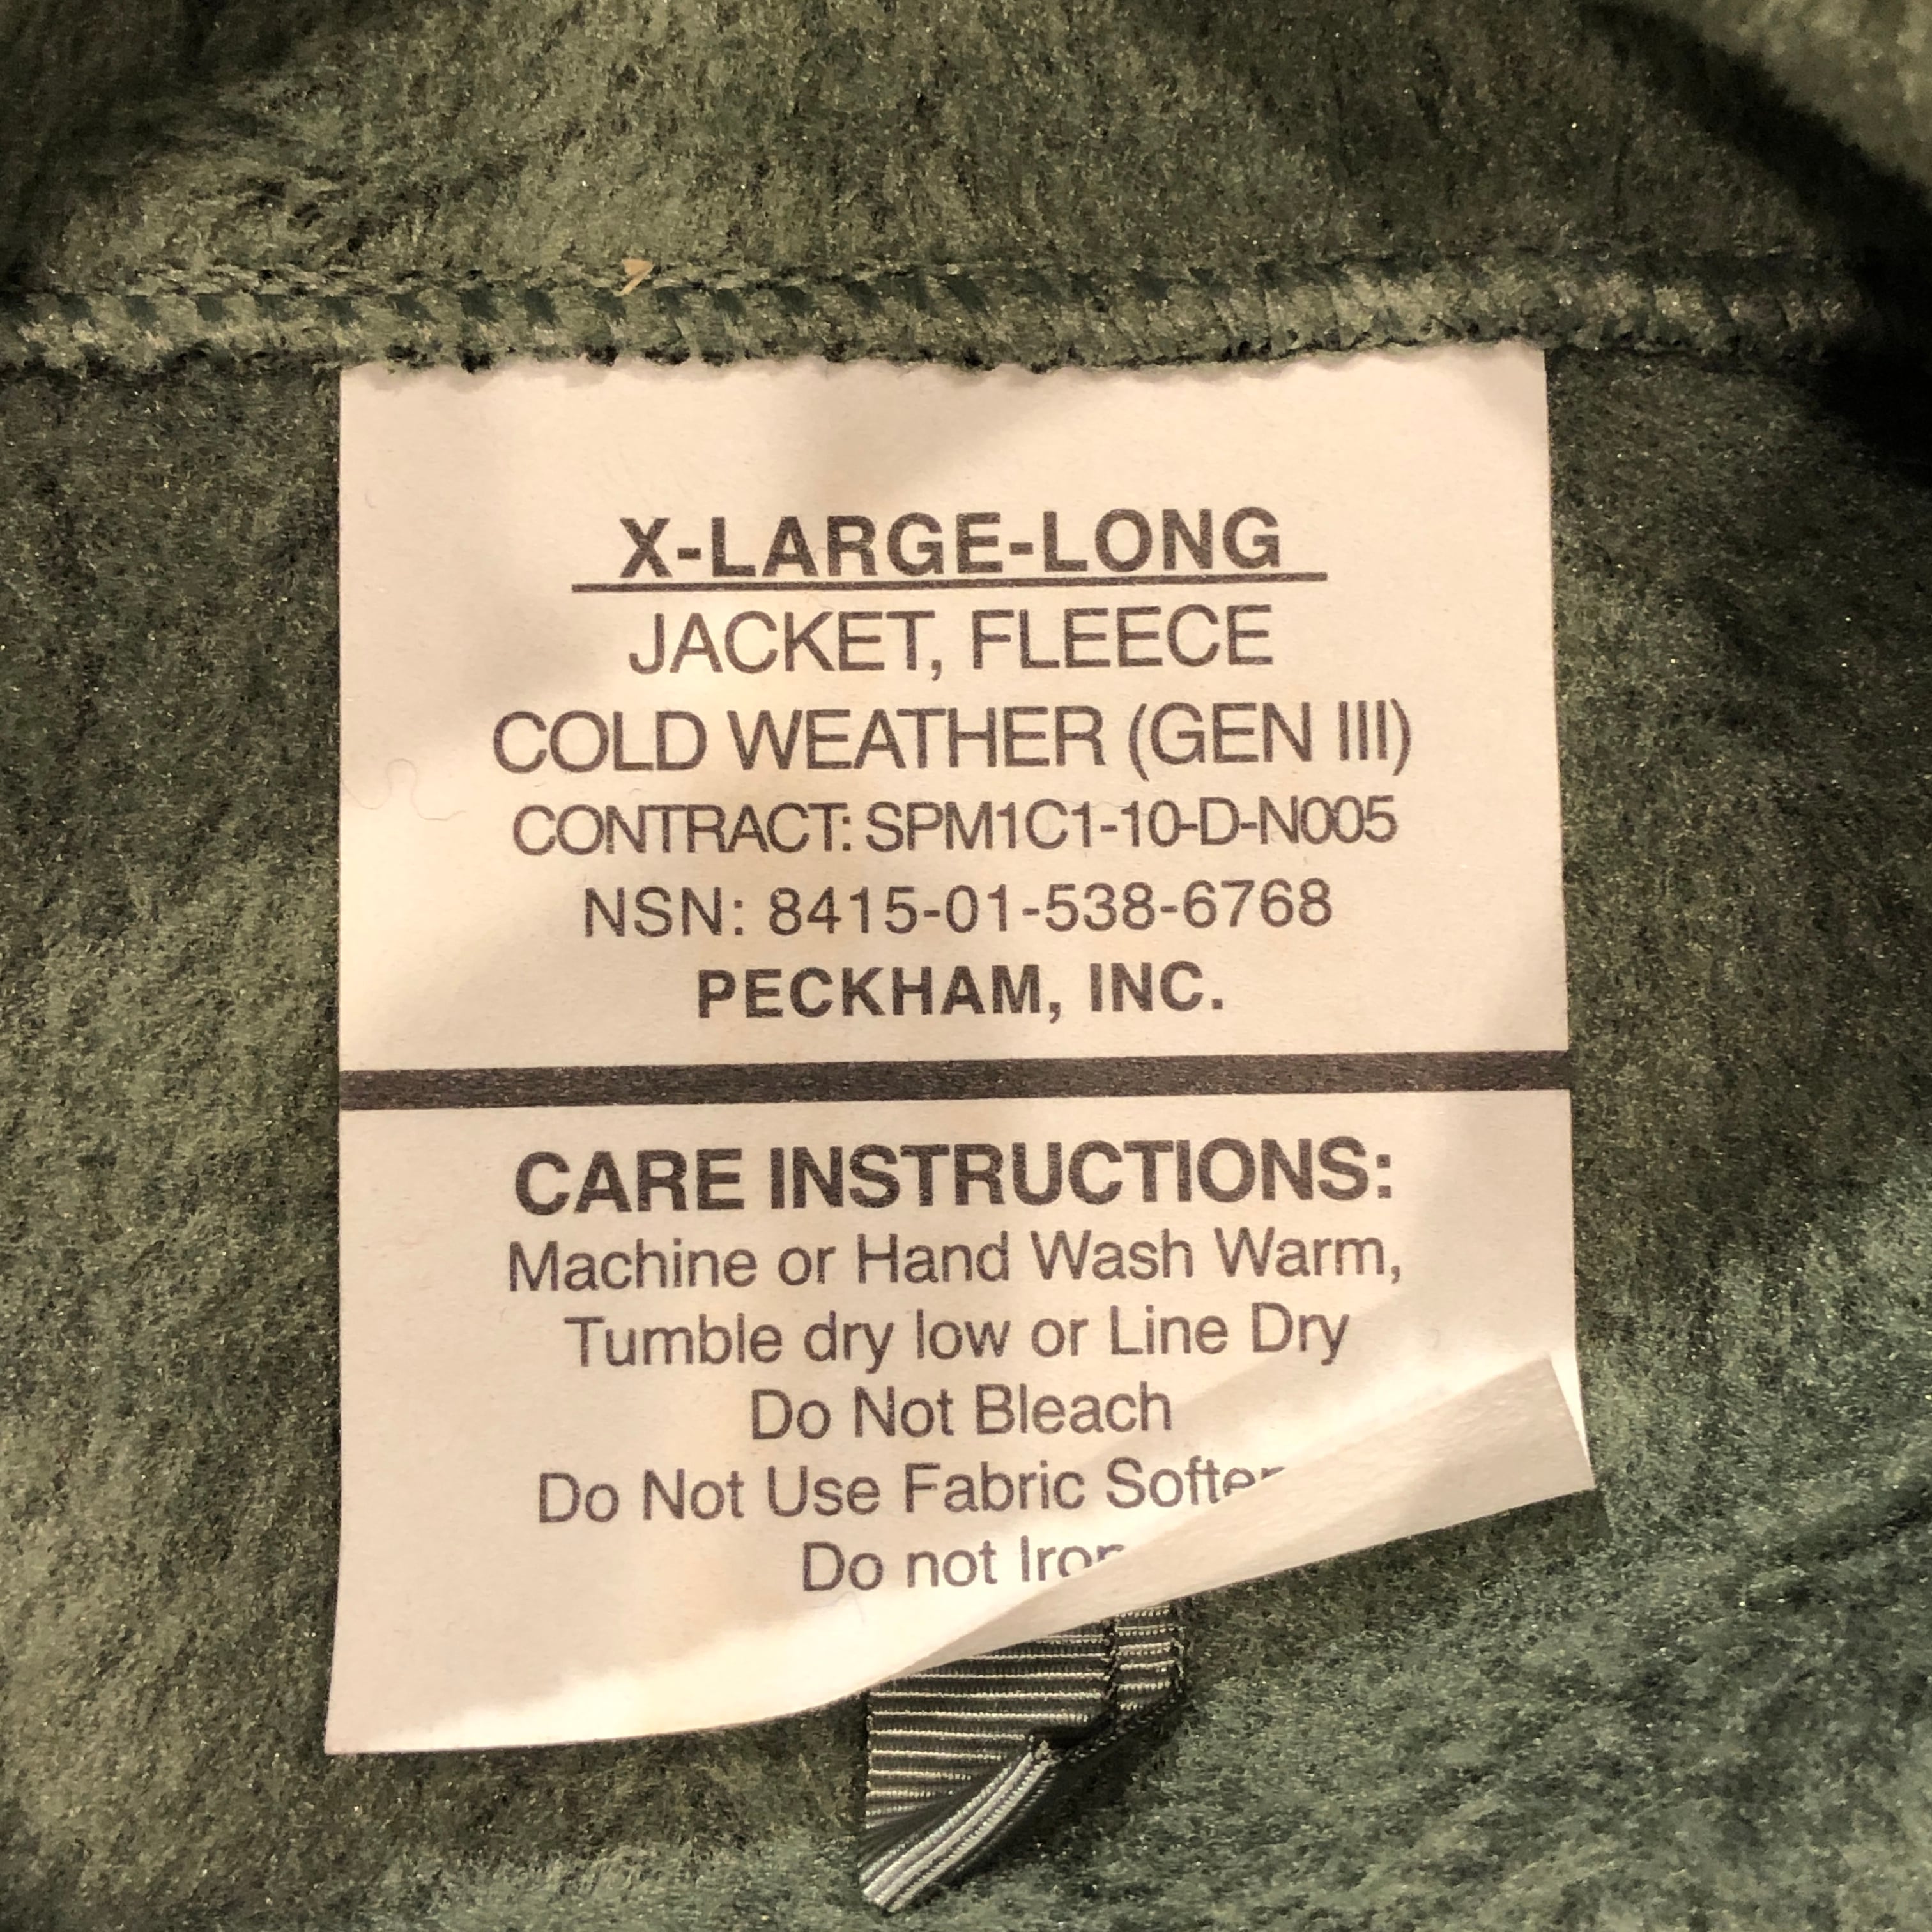 X-LARGE-LONG
JACKET, FLEECE
COLD WEATHER (GEN III)
CONTRACT: SPM1C1-10-D-N005
NSN: 8415-01-538-6768
PECKHAM, INC.
CARE INSTRUCTIONS:
Machine or Hand Wash Warm,
Tumble dry low or Line Dry
Do Not Bleach
Do Not Use Fabric
Do not